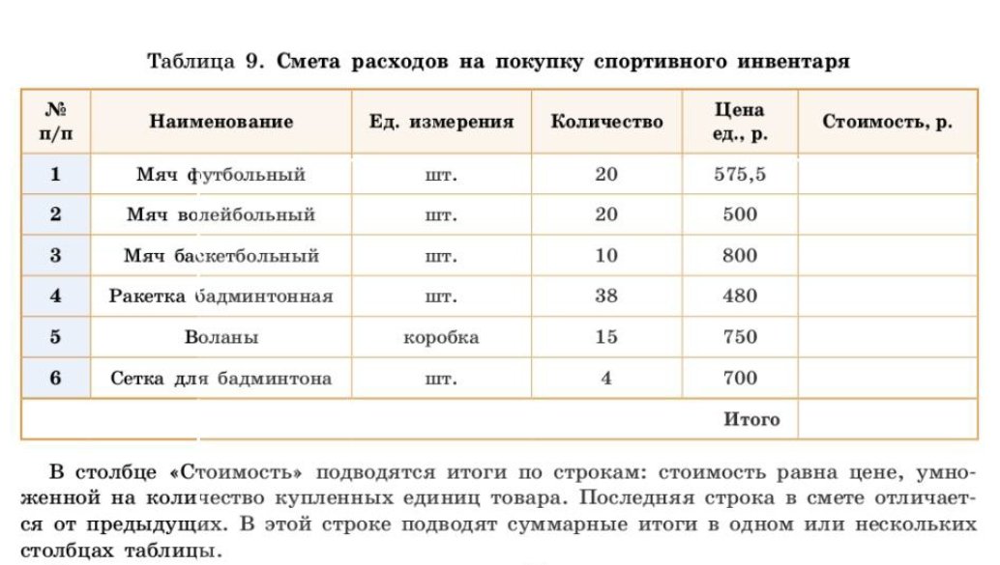 Таблица 9. Смета расходов на покупку спортивного инвентаря
№ п/п Наименование Ед. измерения Количество Цена ед., р. Стоимость, р.
1 Мяч футбольный шт. 20 575,5
2 Мяч волейбольный шт. 20 500
3 Мяч баскетбольный шт. 10 800
4 Ракетка бадминтонная шт. 38 480
5 Воланы коробка 15 750
6 Сетка для бадминтона шт. 4 700
Итого
В столбце «Стоимость» подводятся итоги по строкам: стоимость равна цене, умно-
женной на количество купленных единиц товара. Последняя строка в смете отличает-
ся от предыдущих. В этой строке подводят суммарные итоги в одном или нескольких
столбцах таблицы.